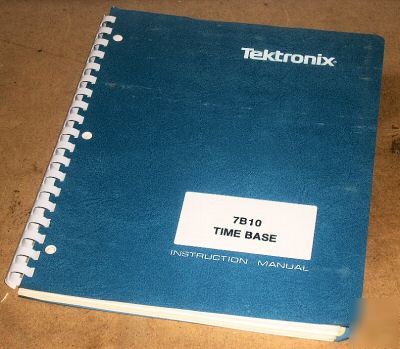 Tektronix®
7B10
TIME BASE
INSTRUCTION MANUAL